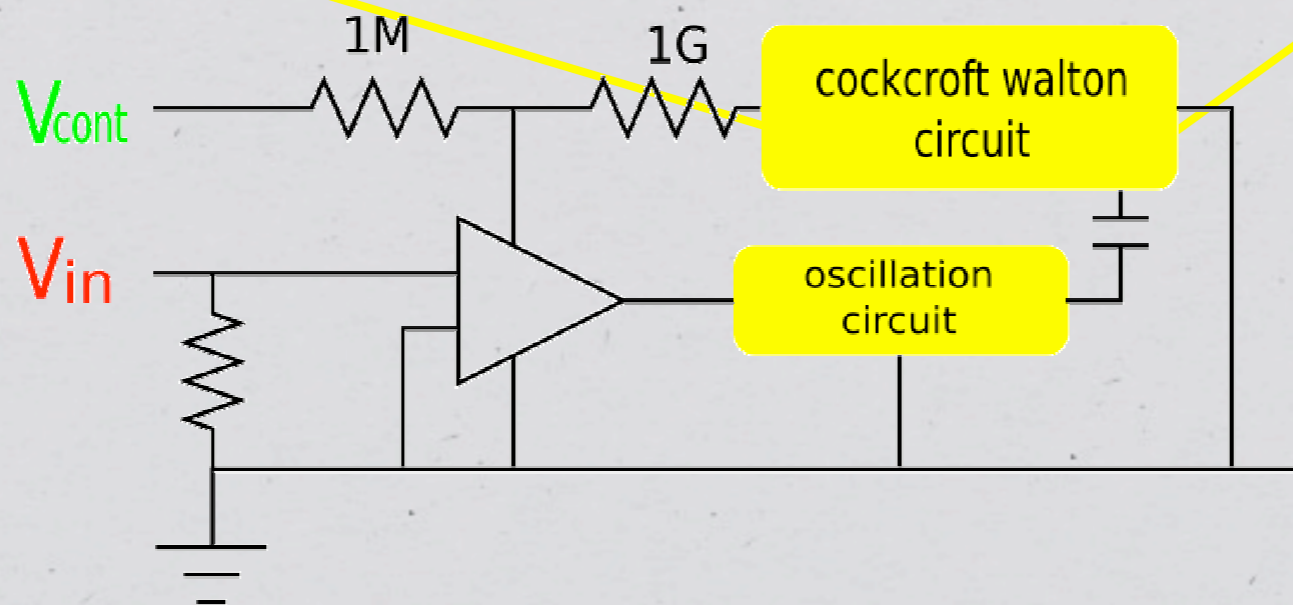 1M
1G
Vcont
cockcroft walton
circuit
Vin
oscillation
circuit